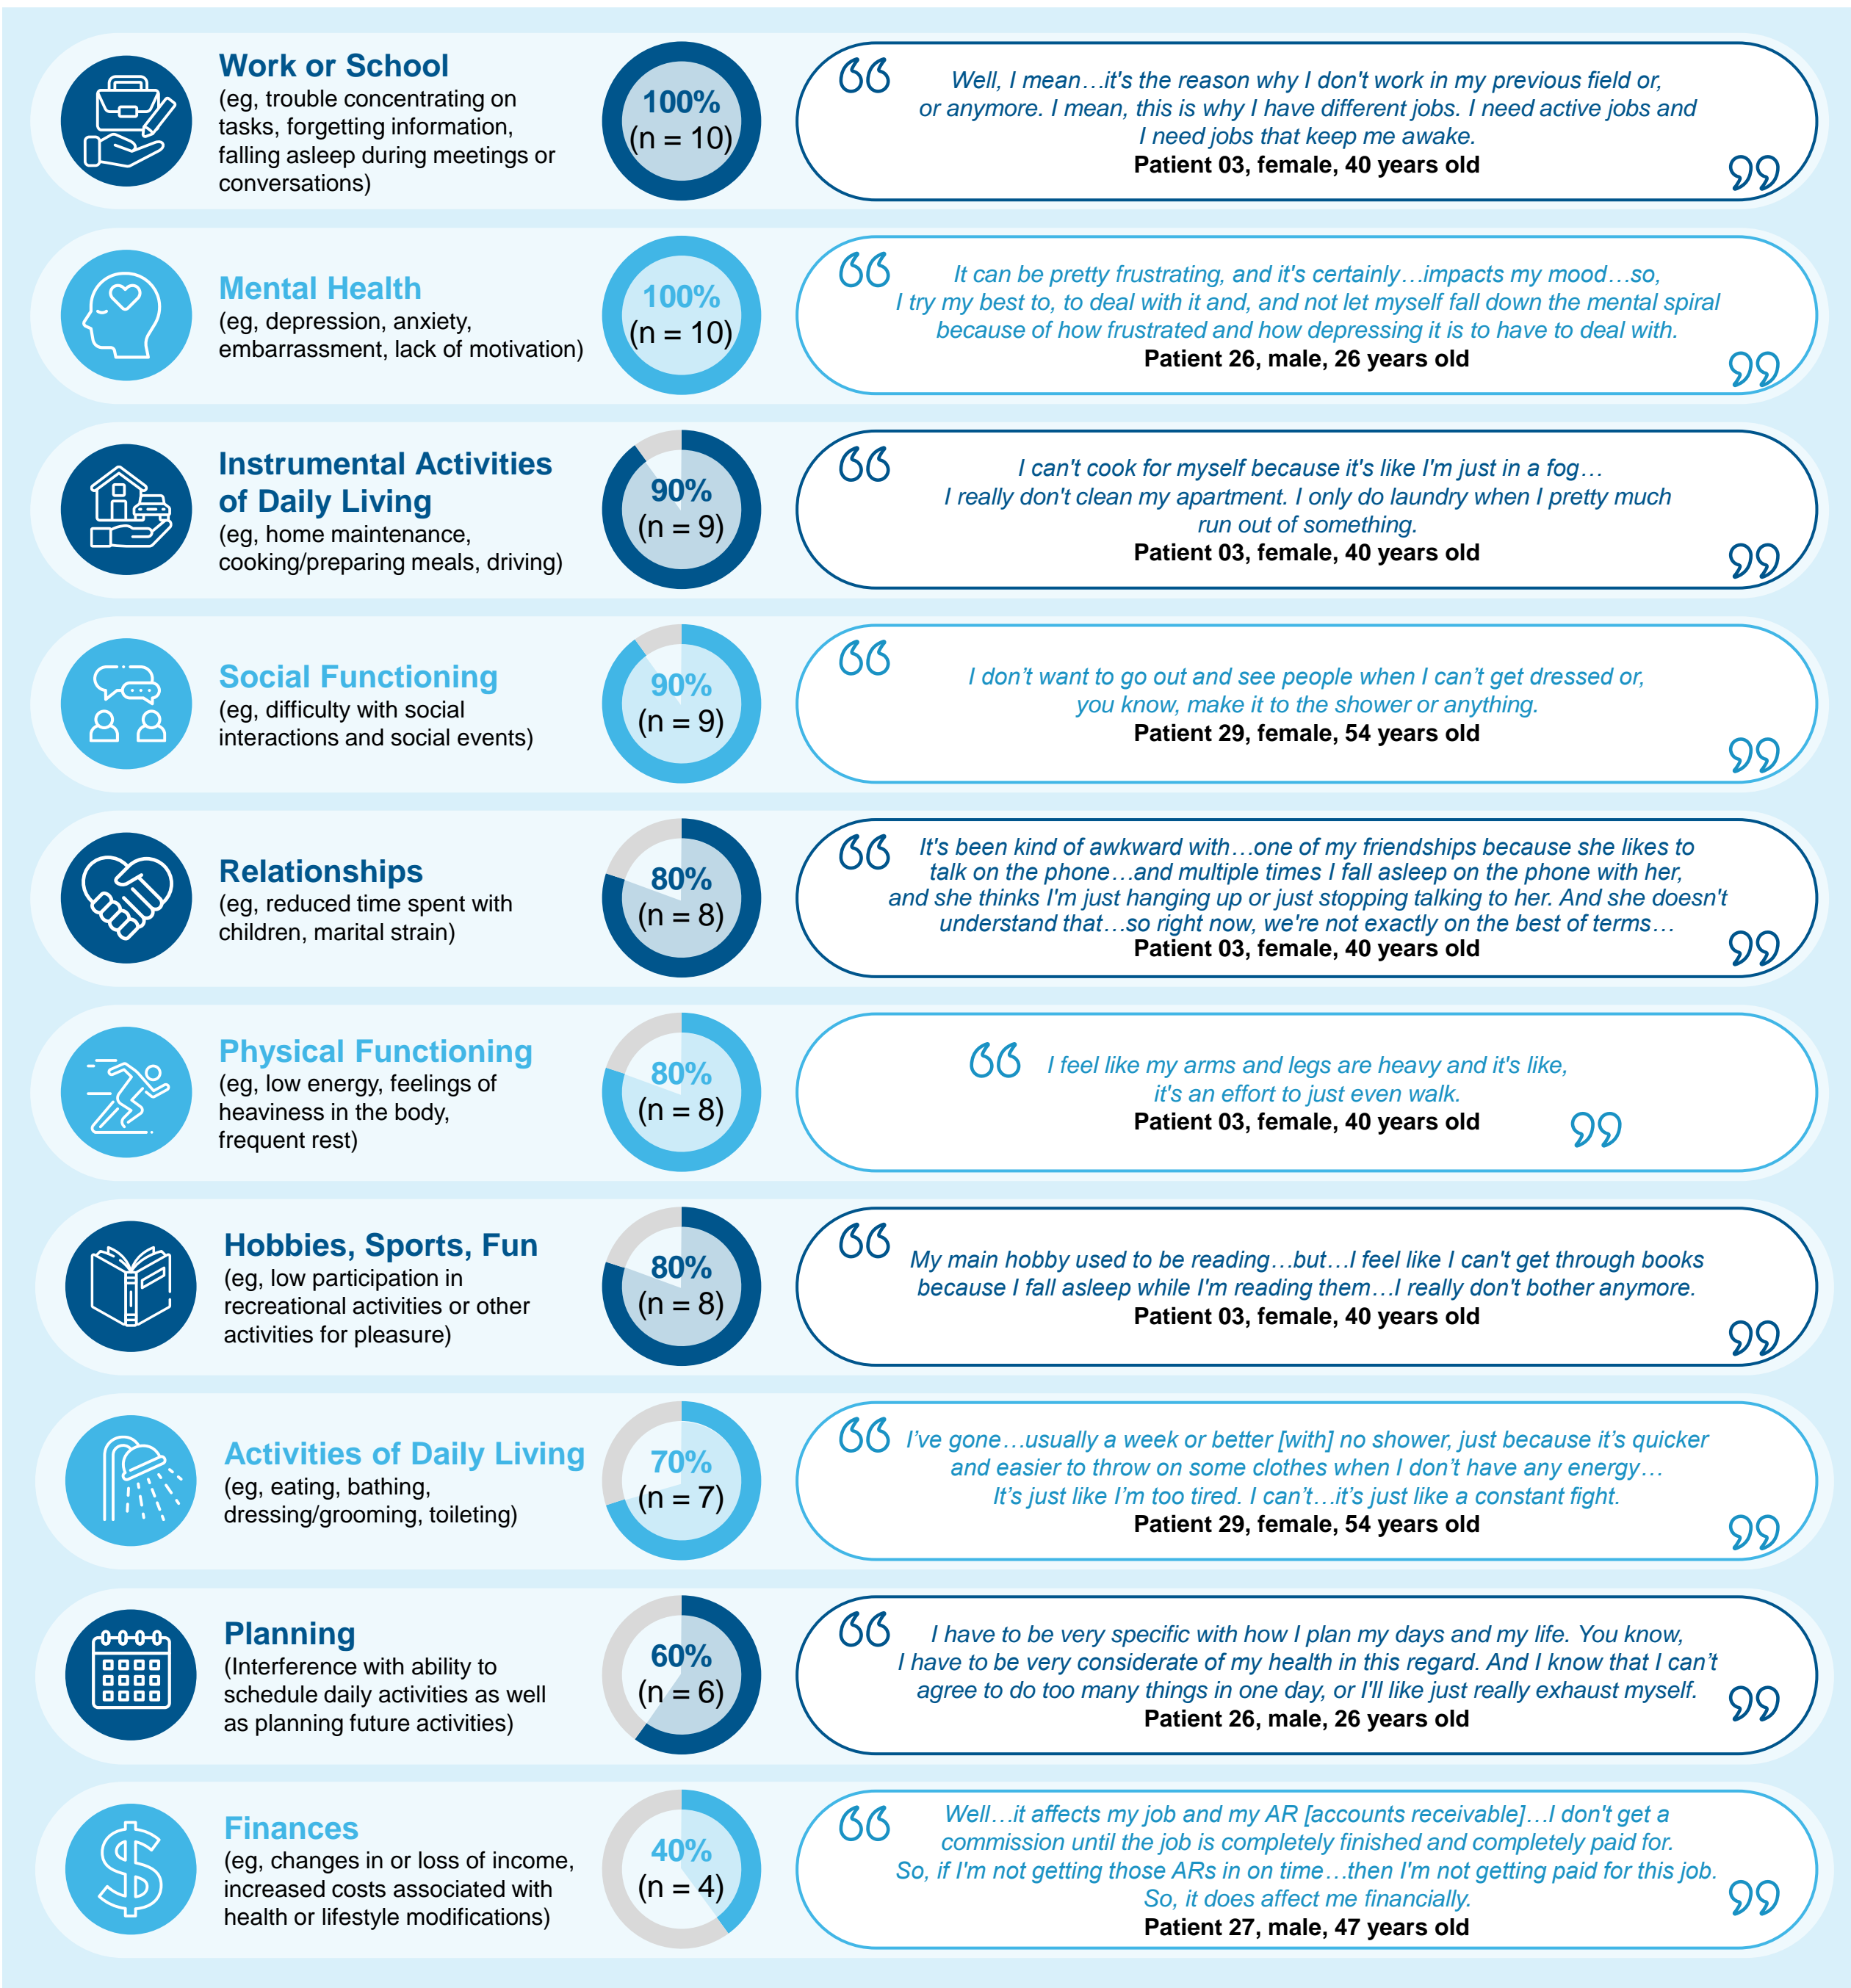 Work or School
(eg, trouble concentrating on
tasks, forgetting information,
falling asleep during meetings or
conversations)
100%
(n = 10)
Well, I mean…it's the reason why I don't work in my previous field or,
or anymore. I mean, this is why I have different jobs. I need active jobs and
I need jobs that keep me awake.
Patient 03, female, 40 years old
Mental Health
(eg, depression, anxiety,
embarrassment, lack of motivation)
100%
(n = 10)
It can be pretty frustrating, and it's certainly…impacts my mood…so,
I try my best to, to deal with it and, and not let myself fall down the mental spiral
because of how frustrated and how depressing it is to have to deal with.
Patient 26, male, 26 years old
Instrumental Activities
of Daily Living
(eg, home maintenance,
cooking/preparing meals, driving)
90%
(n = 9)
I can't cook for myself because it's like I'm just in a fog…
I really don't clean my apartment. I only do laundry when I pretty much
run out of something.
Patient 03, female, 40 years old
Social Functioning
(eg, difficulty with social
interactions and social events)
90%
(n = 9)
I don’t want to go out and see people when I can’t get dressed or,
you know, make it to the shower or anything.
Patient 29, female, 54 years old
Relationships
(eg, reduced time spent with
children, marital strain)
80%
(n = 8)
It's been kind of awkward with…one of my friendships because she likes to
talk on the phone…and multiple times I fall asleep on the phone with her,
and she thinks I'm just hanging up or just stopping talking to her. And she doesn't
understand that…so right now, we're not exactly on the best of terms…
Patient 03, female, 40 years old
Physical Functioning
(eg, low energy, feelings of
heaviness in the body,
frequent rest)
80%
(n = 8)
I feel like my arms and legs are heavy and it's like,
it's an effort to just even walk.
Patient 03, female, 40 years old
Hobbies, Sports, Fun
(eg, low participation in
recreational activities or other
activities for pleasure)
80%
(n = 8)
My main hobby used to be reading…but…I feel like I can't get through books
because I fall asleep while I'm reading them…I really don't bother anymore.
Patient 03, female, 40 years old
Activities of Daily Living
(eg, eating, bathing,
dressing/grooming, toileting)
70%
(n = 7)
I’ve gone…usually a week or better [with] no shower, just because it’s quicker
and easier to throw on some clothes when I don’t have any energy…
It’s just like I’m too tired. I can’t…it’s just like a constant fight.
Patient 29, female, 54 years old
Planning
(Interference with ability to
schedule daily activities as well
as planning future activities)
60%
(n = 6)
I have to be very specific with how I plan my days and my life. You know,
I have to be very considerate of my health in this regard. And I know that I can’t
agree to do too many things in one day, or I'll like just really exhaust myself.
Patient 26, male, 26 years old
Finances
(eg, changes in or loss of income,
increased costs associated with
health or lifestyle modifications)
40%
(n = 4)
Well…it affects my job and my AR [accounts receivable]…I don't get a
commission until the job is completely finished and completely paid for.
So, if I'm not getting those ARs in on time…then I'm not getting paid for this job.
So, it does affect me financially.
Patient 27, male, 47 years old